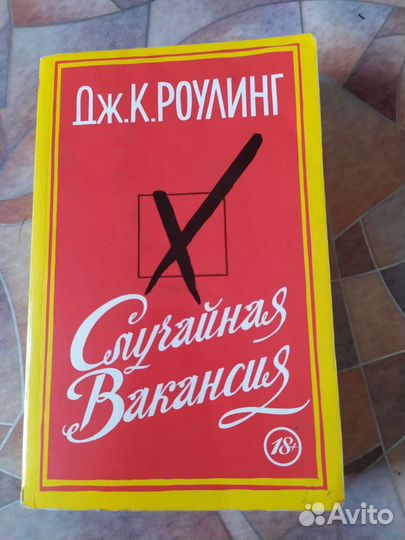 Дж.К.РОУЛИНГ
Случайная
Вакансия
18+
Avito